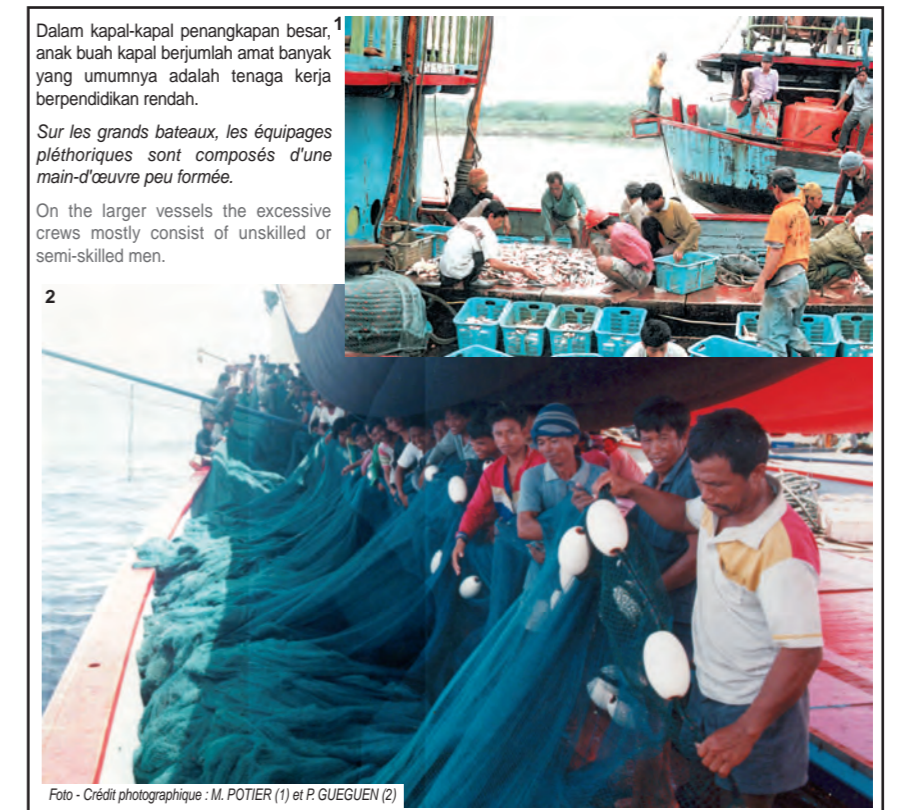 Dalam kapal-kapal penangkapan besar,
anak buah kapal berjumlah amat banyak
yang umumnya adalah tenaga kerja
berpendidikan rendah.
Sur les grands bateaux, les équipages
pléthoriques sont composés d'une
main-d'œuvre peu formée.
On the larger vessels the excessive
crews mostly consist of unskilled or
semi-skilled men.
1
2
Foto - Crédit photographique : M. POTIER (1) et P. GUEGUEN (2)